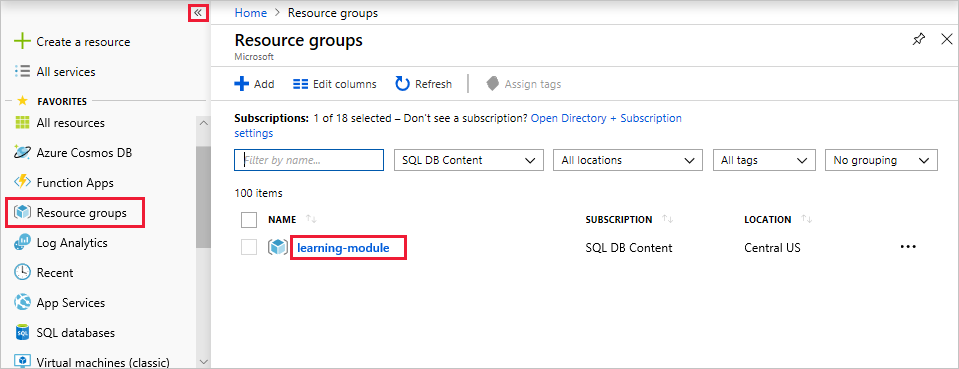 «
Create a resource
All services
FAVORITES
All resources
Azure Cosmos DB
Function Apps
Resource groups
Log Analytics
Recent
App Services
SQL databases
Virtual machines (classic)
Home > Resource groups
Resource groups
Microsoft
Add Edit columns Refresh Assign tags
Subscriptions: 1 of 18 selected – Don't see a subscription? Open Directory + Subscription
settings
Filter by name... SQL DB Content All locations All tags No grouping
100 items
NAME SUBSCRIPTION LOCATION
learning-module SQL DB Content Central US